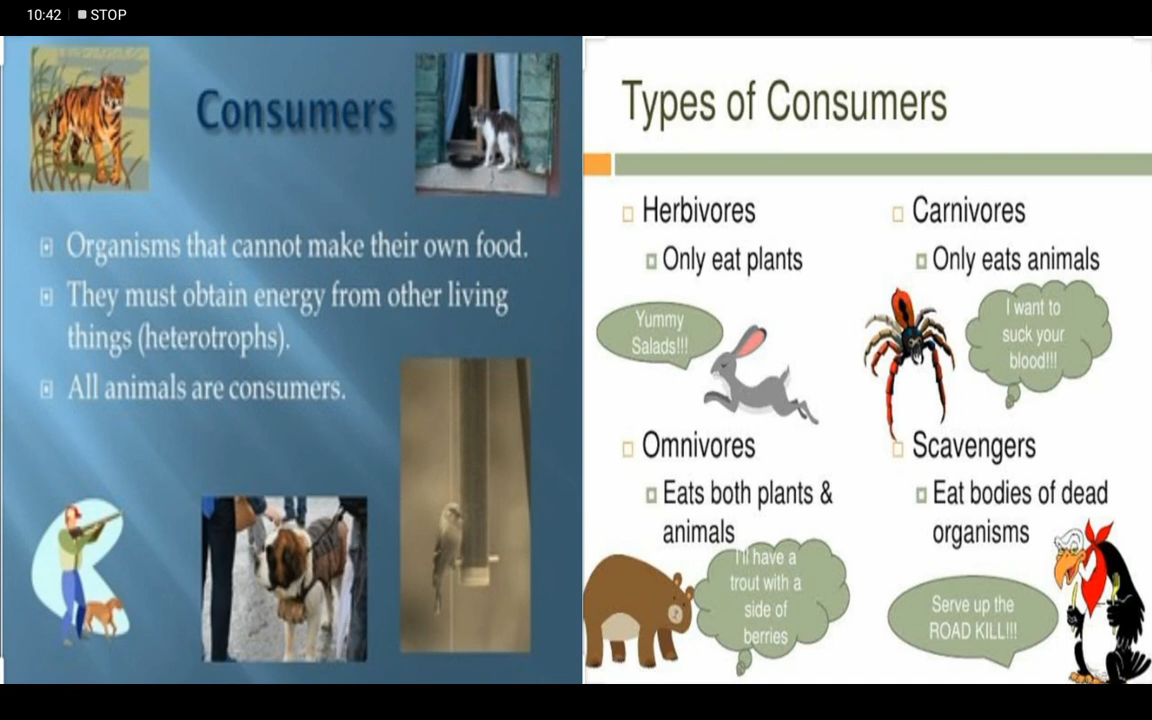 10:42 STOP
Consumers
Organisms that cannot make their own food.
They must obtain energy from other living
things (heterotrophs).
All animals are consumers.
Types of Consumers
Herbivores
Only eat plants
Yummy
Salads!!!
Carnivores
Only eats animals
I want to
suck your
blood!!!
Omnivores
Eats both plants &
animals
I'll have a
trout with a
side of
berries
Scavengers
Eat bodies of dead
organisms
Serve up the
ROAD KILL!!!